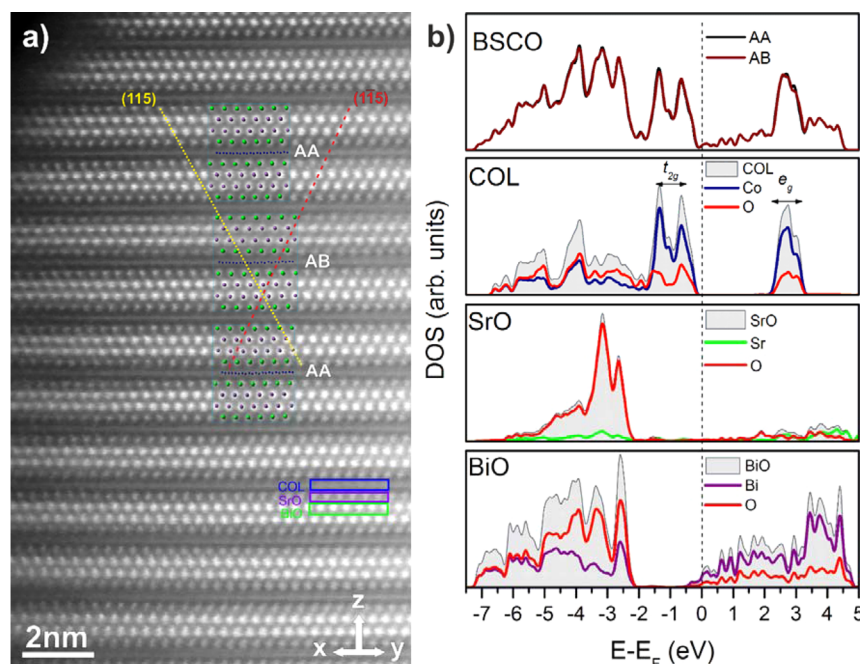 a)
(115)
(1̅1̅5)
AA
AB
AA
COL
SrO
BiO
2nm
z
x
y
b)
BSCO
AA
AB
COL
t2g
eg
COL
Co
O
SrO
SrO
Sr
O
BiO
BiO
Bi
O
DOS (arb. units)
-7 -6 -5 -4 -3 -2 -1 0 1 2 3 4 5
E-EF (eV)